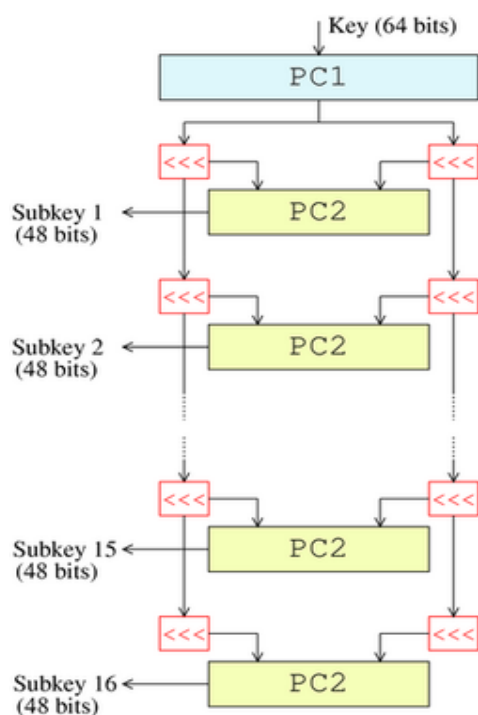 Key (64 bits)
PC1
<<< <<<
PC2
Subkey 1
(48 bits)
<<< <<<
PC2
Subkey 2
(48 bits)
<<< <<<
PC2
Subkey 15
(48 bits)
<<< <<<
PC2
Subkey 16
(48 bits)